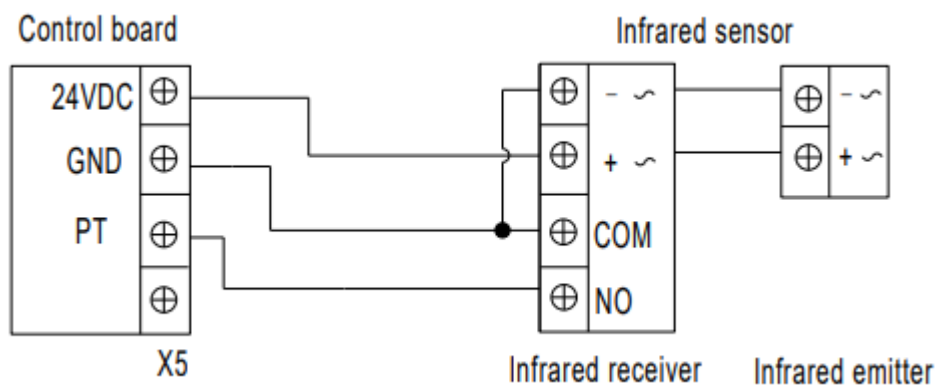 Control board
Infrared sensor
24VDC
GND
PT
X5
- ~
+ ~
COM
NO
- ~
+ ~
Infrared receiver
Infrared emitter